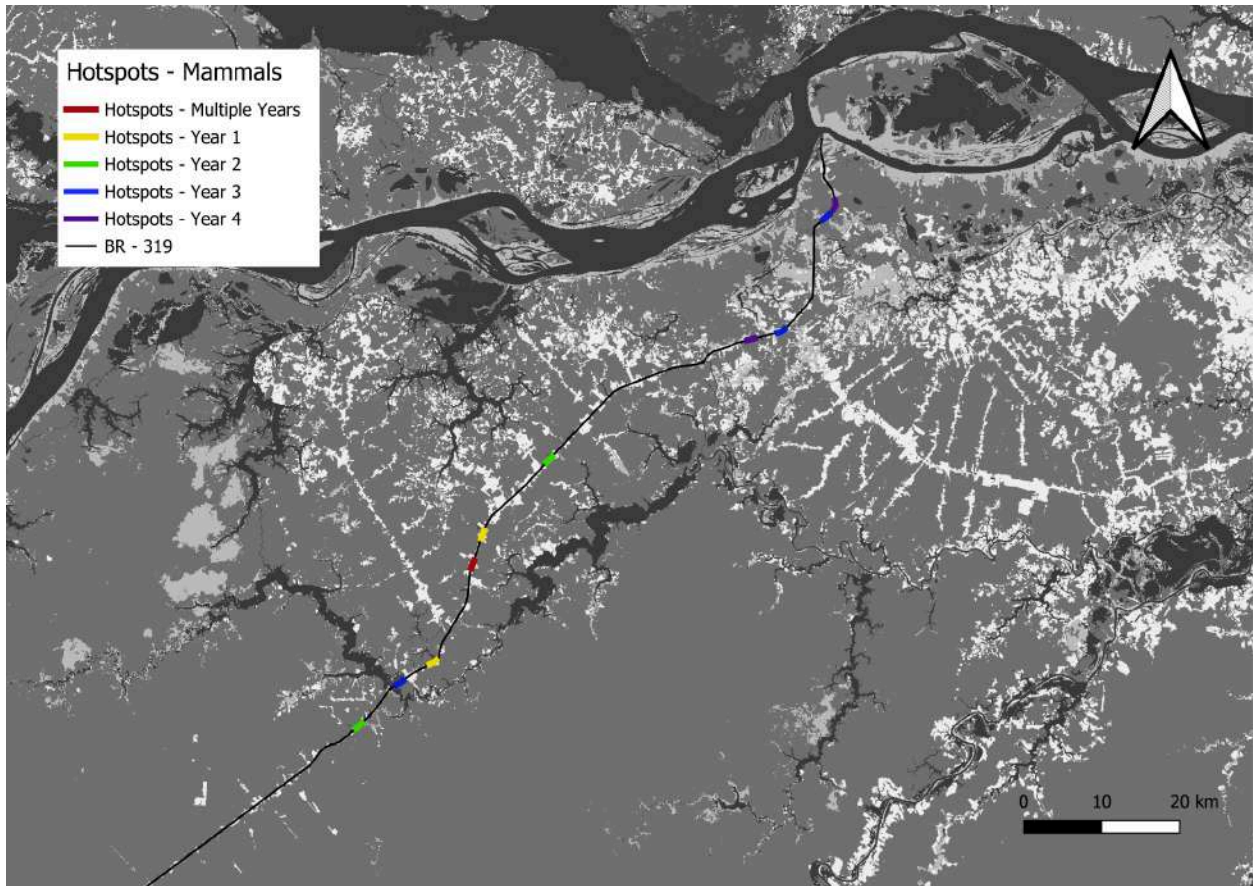 Hotspots - Mammals
Hotspots - Multiple Years
Hotspots - Year 1
Hotspots - Year 2
Hotspots - Year 3
Hotspots - Year 4
BR - 319
0 10 20 km